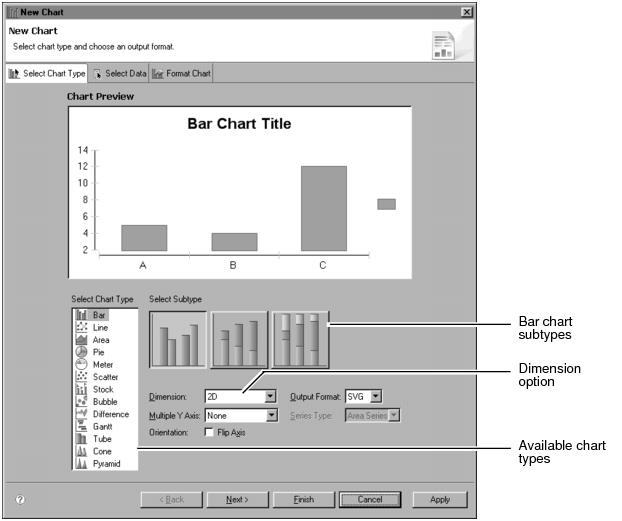 New Chart
New Chart
Select chart type and choose an output format.
Select Chart Type
Select Data
Format Chart
Chart Preview
Bar Chart Title
14
12
10
8
6
4
2
A
B
C
Select Chart Type
Bar
Line
Area
Pie
Meter
Scatter
Stock
Bubble
Difference
Gantt
Tube
Cone
Pyramid
Select Subtype
Dimension: 2D
Output Format: SVG
Multiple Y Axis: None
Series Type: Area Series
Orientation: Flip Axis
Bar chart
subtypes
Dimension
option
Available chart
types
?
< Back
Next >
Finish
Cancel
Apply